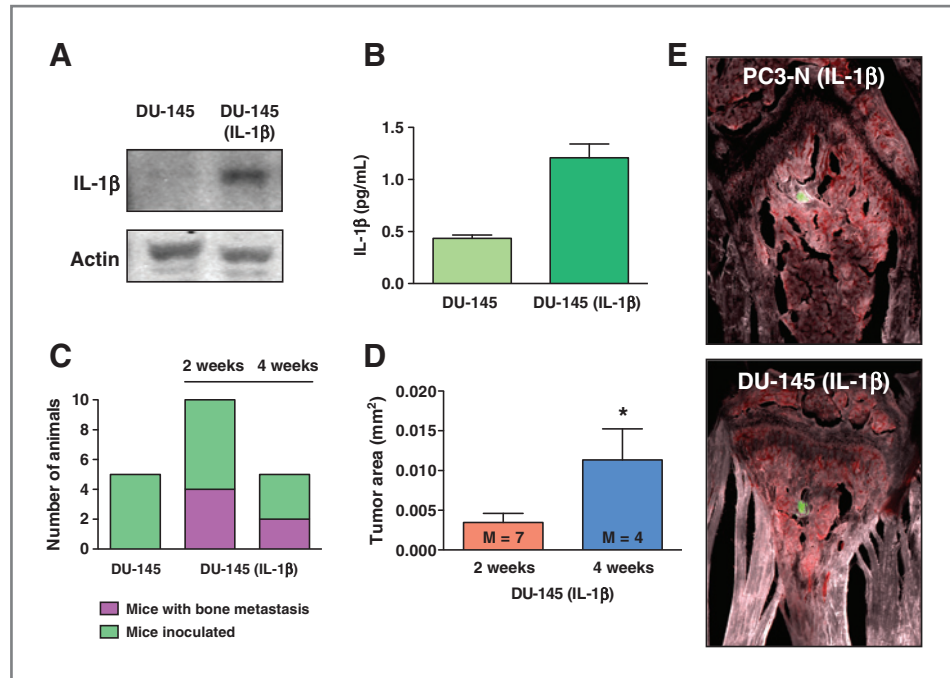 A
DU-145
DU-145
(IL-1β)
IL-1β
Actin
B
IL-1β (pg/mL)
1.5
1.0
0.5
0.0
DU-145
DU-145 (IL-1β)
C
2 weeks
4 weeks
Number of animals
10
8
6
4
2
0
DU-145
DU-145 (IL-1β)
Mice with bone metastasis
Mice inoculated
D
Tumor area (mm²)
0.020
0.015
0.010
0.005
0.000
*
M = 7
M = 4
2 weeks
4 weeks
DU-145 (IL-1β)
E
PC3-N (IL-1β)
DU-145 (IL-1β)